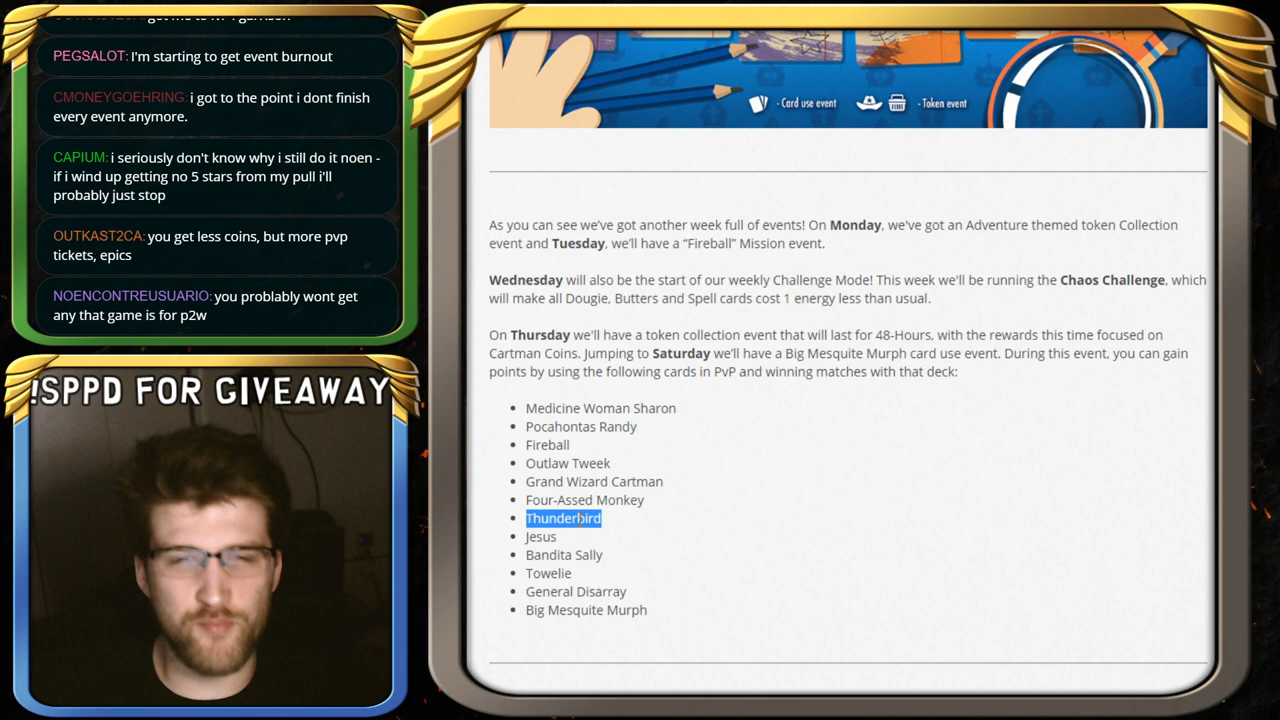 PEGSALOT: I'm starting to get event burnout
CMONEYGOEHRING: i got to the point i dont finish
every event anymore.
CAPIUM: i seriously don't know why i still do it noen -
if i wind up getting no 5 stars from my pull i'll
probably just stop
OUTKAST2CA: you get less coins, but more pvp
tickets, epics
NOENCONTREUSUARIO: you problably wont get
any that game is for p2w
!SPPD FOR GIVEAWAY
- Card use event
- Token event
As you can see we've got another week full of events! On Monday, we've got an Adventure themed token Collection
event and Tuesday, we'll have a “Fireball” Mission event.
Wednesday will also be the start of our weekly Challenge Mode! This week we'll be running the Chaos Challenge, which
will make all Dougie, Butters and Spell cards cost 1 energy less than usual.
On Thursday we'll have a token collection event that will last for 48-Hours, with the rewards this time focused on
Cartman Coins. Jumping to Saturday we'll have a Big Mesquite Murph card use event. During this event, you can gain
points by using the following cards in PvP and winning matches with that deck:
• Medicine Woman Sharon
• Pocahontas Randy
• Fireball
• Outlaw Tweek
• Grand Wizard Cartman
• Four-Assed Monkey
• Thunderbird
• Jesus
• Bandita Sally
• Towelie
• General Disarray
• Big Mesquite Murph